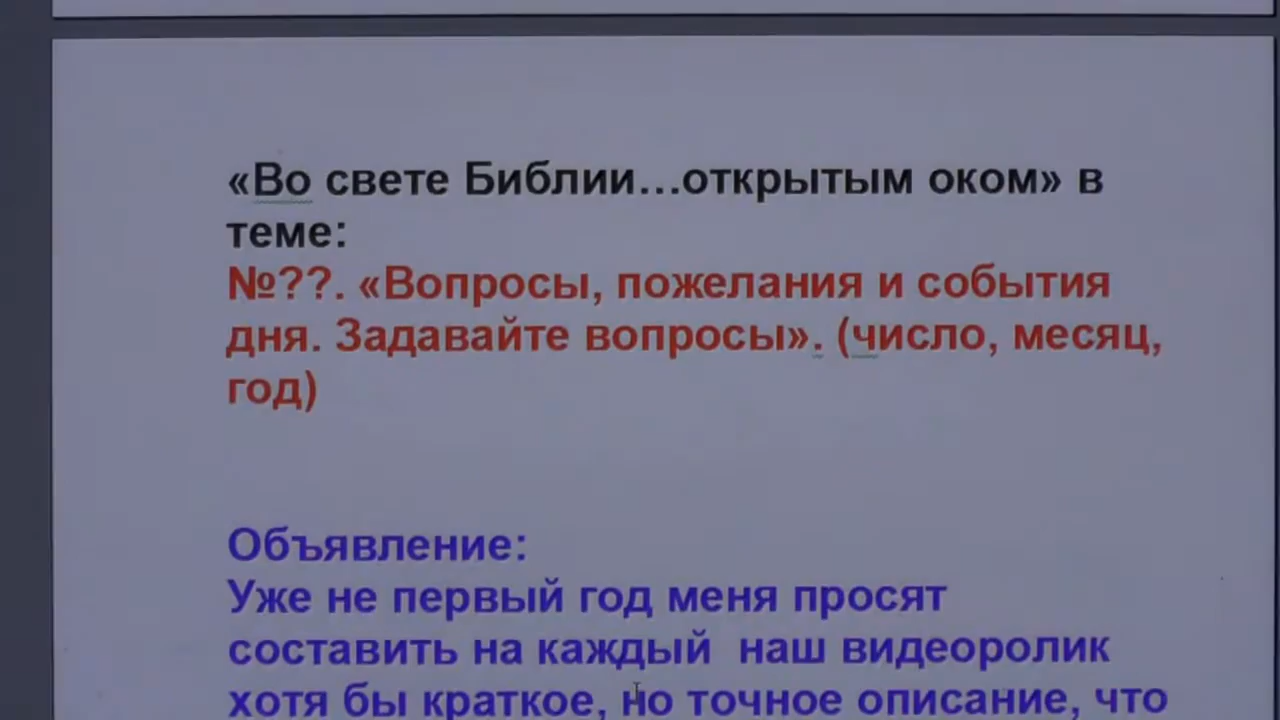 «Во свете Библии...открытым оком» в
теме:
№??. «Вопросы, пожелания и события
дня. Задавайте вопросы». (число, месяц,
год)
Объявление:
Уже не первый год меня просят
составить на каждый  наш видеоролик
хотя бы краткое, но точное описание, что